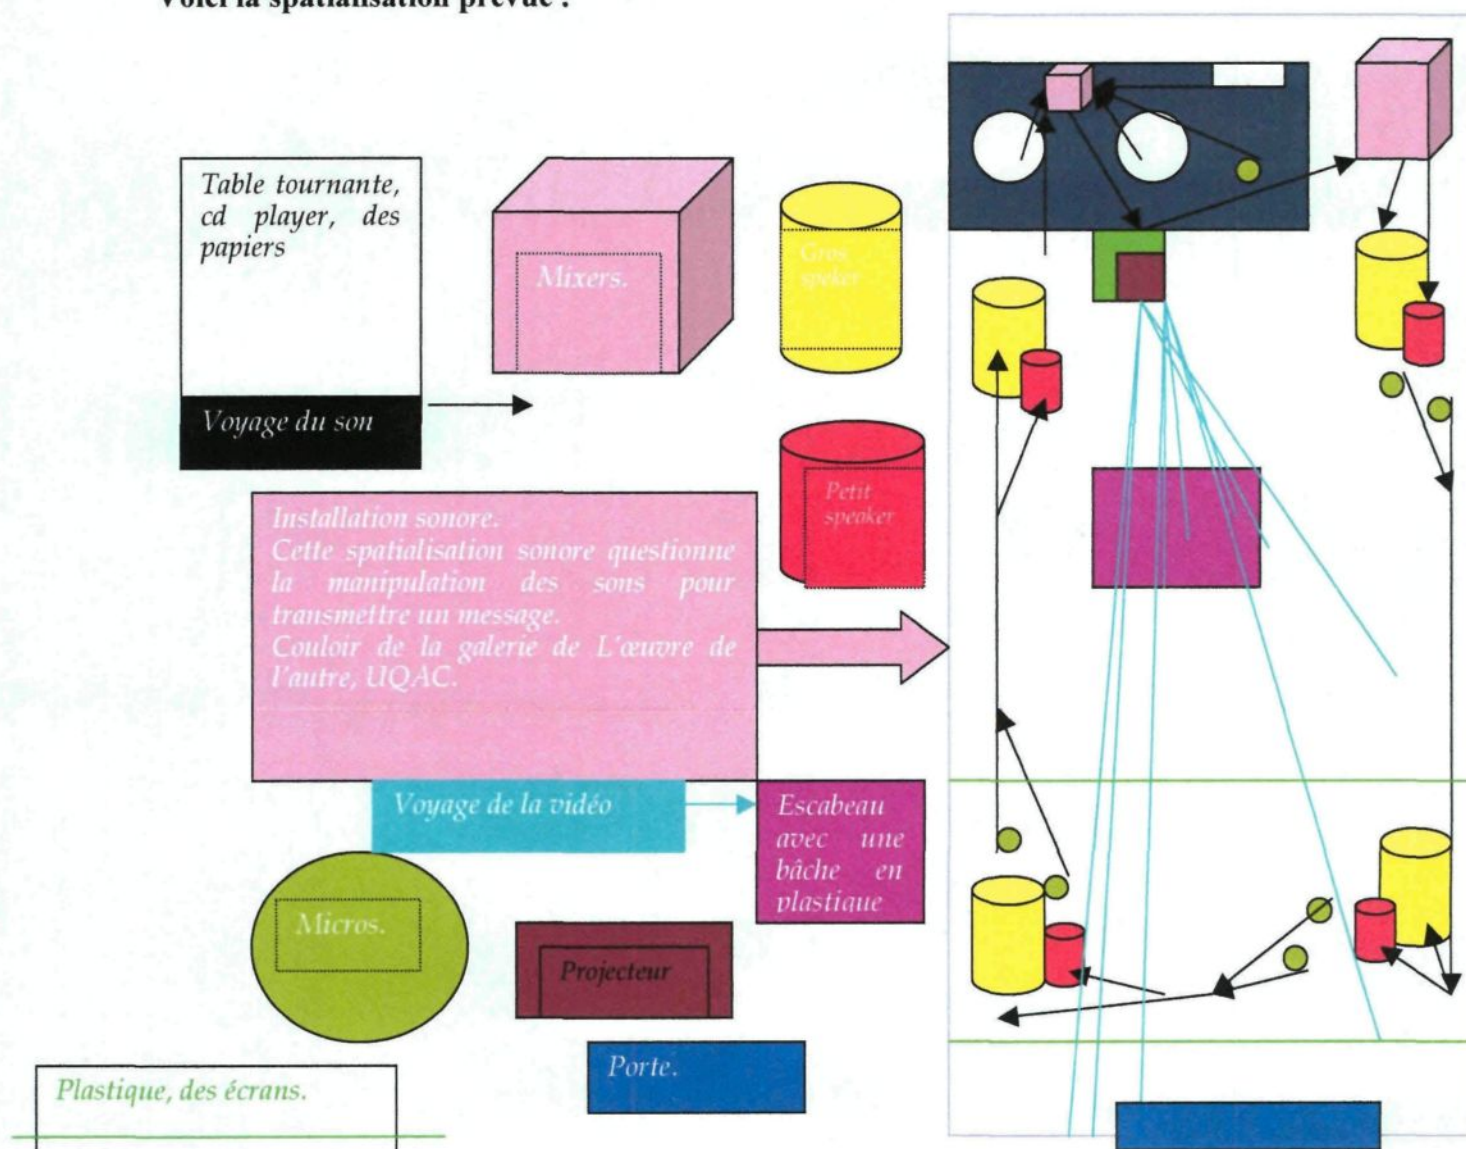 Voici la spatialisation prévue :
Table tournante,
cd player, des
papiers
Mixers.
Gros
speker
Voyage du son
Petit
speaker
Installation sonore.
Cette spatialisation sonore questionne
la manipulation des sons pour
transmettre un message.
Couloir de la galerie de L'œuvre de
l'autre, UQAC.
Voyage de la vidéo
Escabeau
avec une
bâche en
plastique
Micros.
Projecteur
Porte.
Plastique, des écrans.